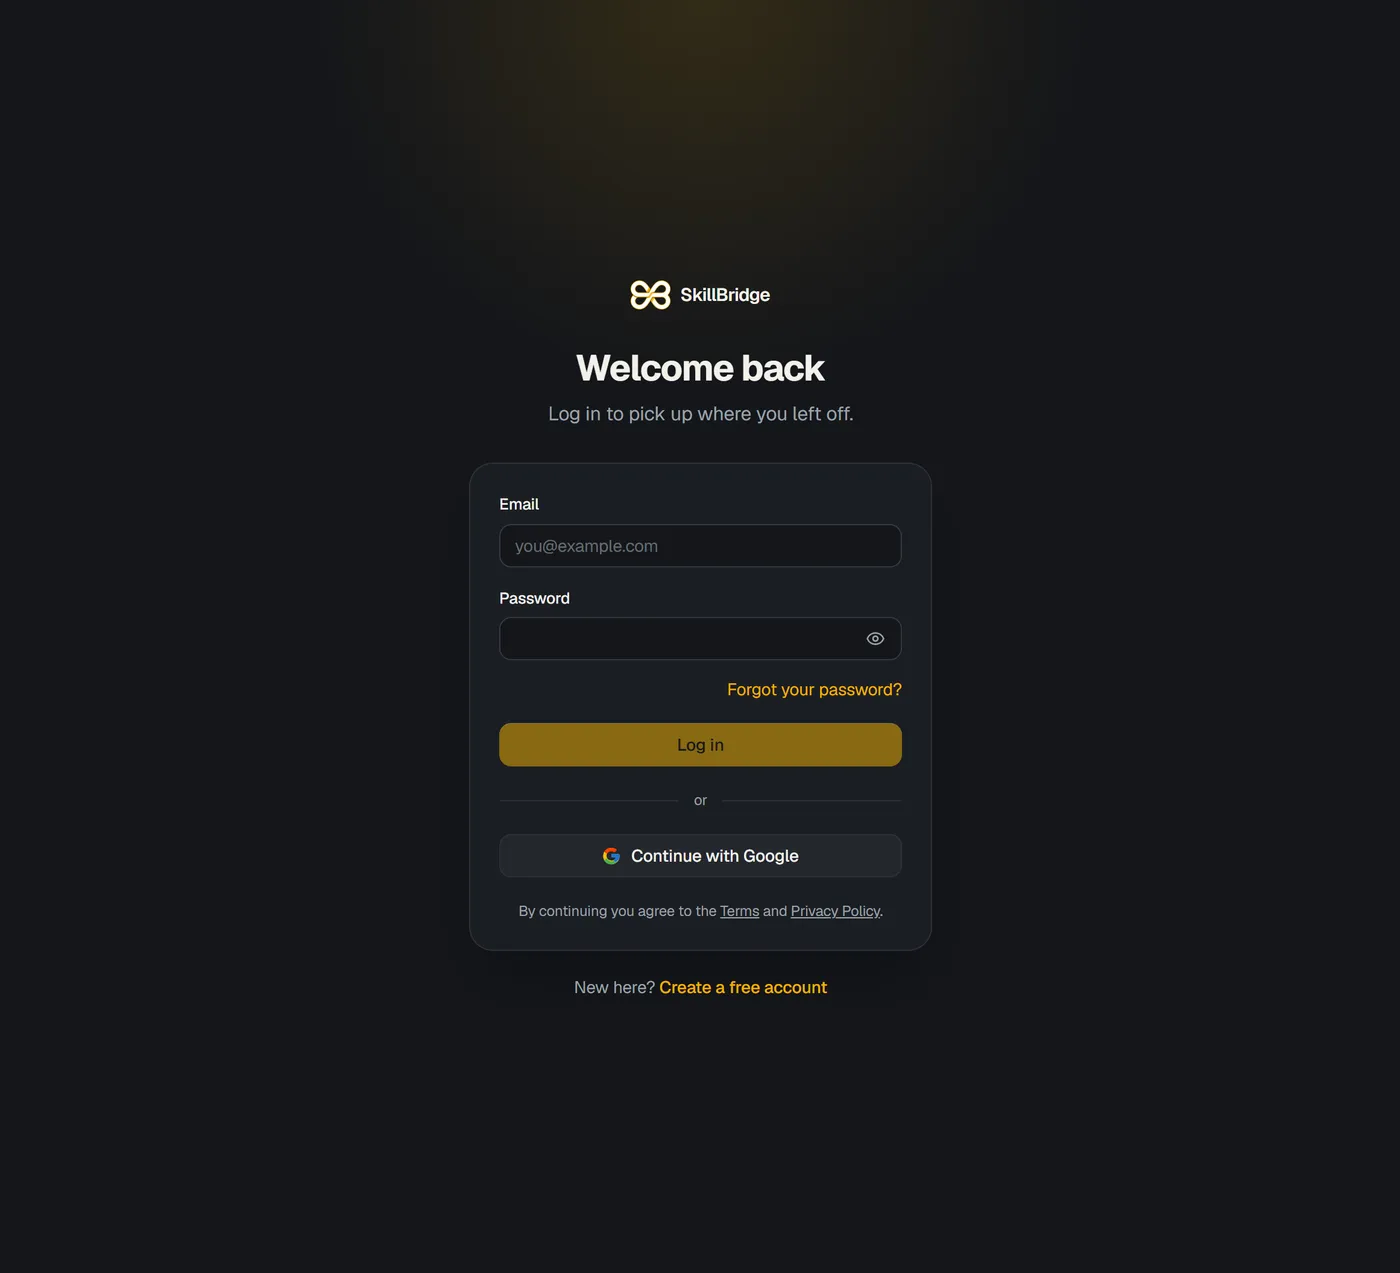 SkillBridge
Welcome back
Log in to pick up where you left off.
Email
you@example.com
Password
Forgot your password?
Log in
or
Continue with Google
By continuing you agree to the Terms and Privacy Policy.
New here? Create a free account